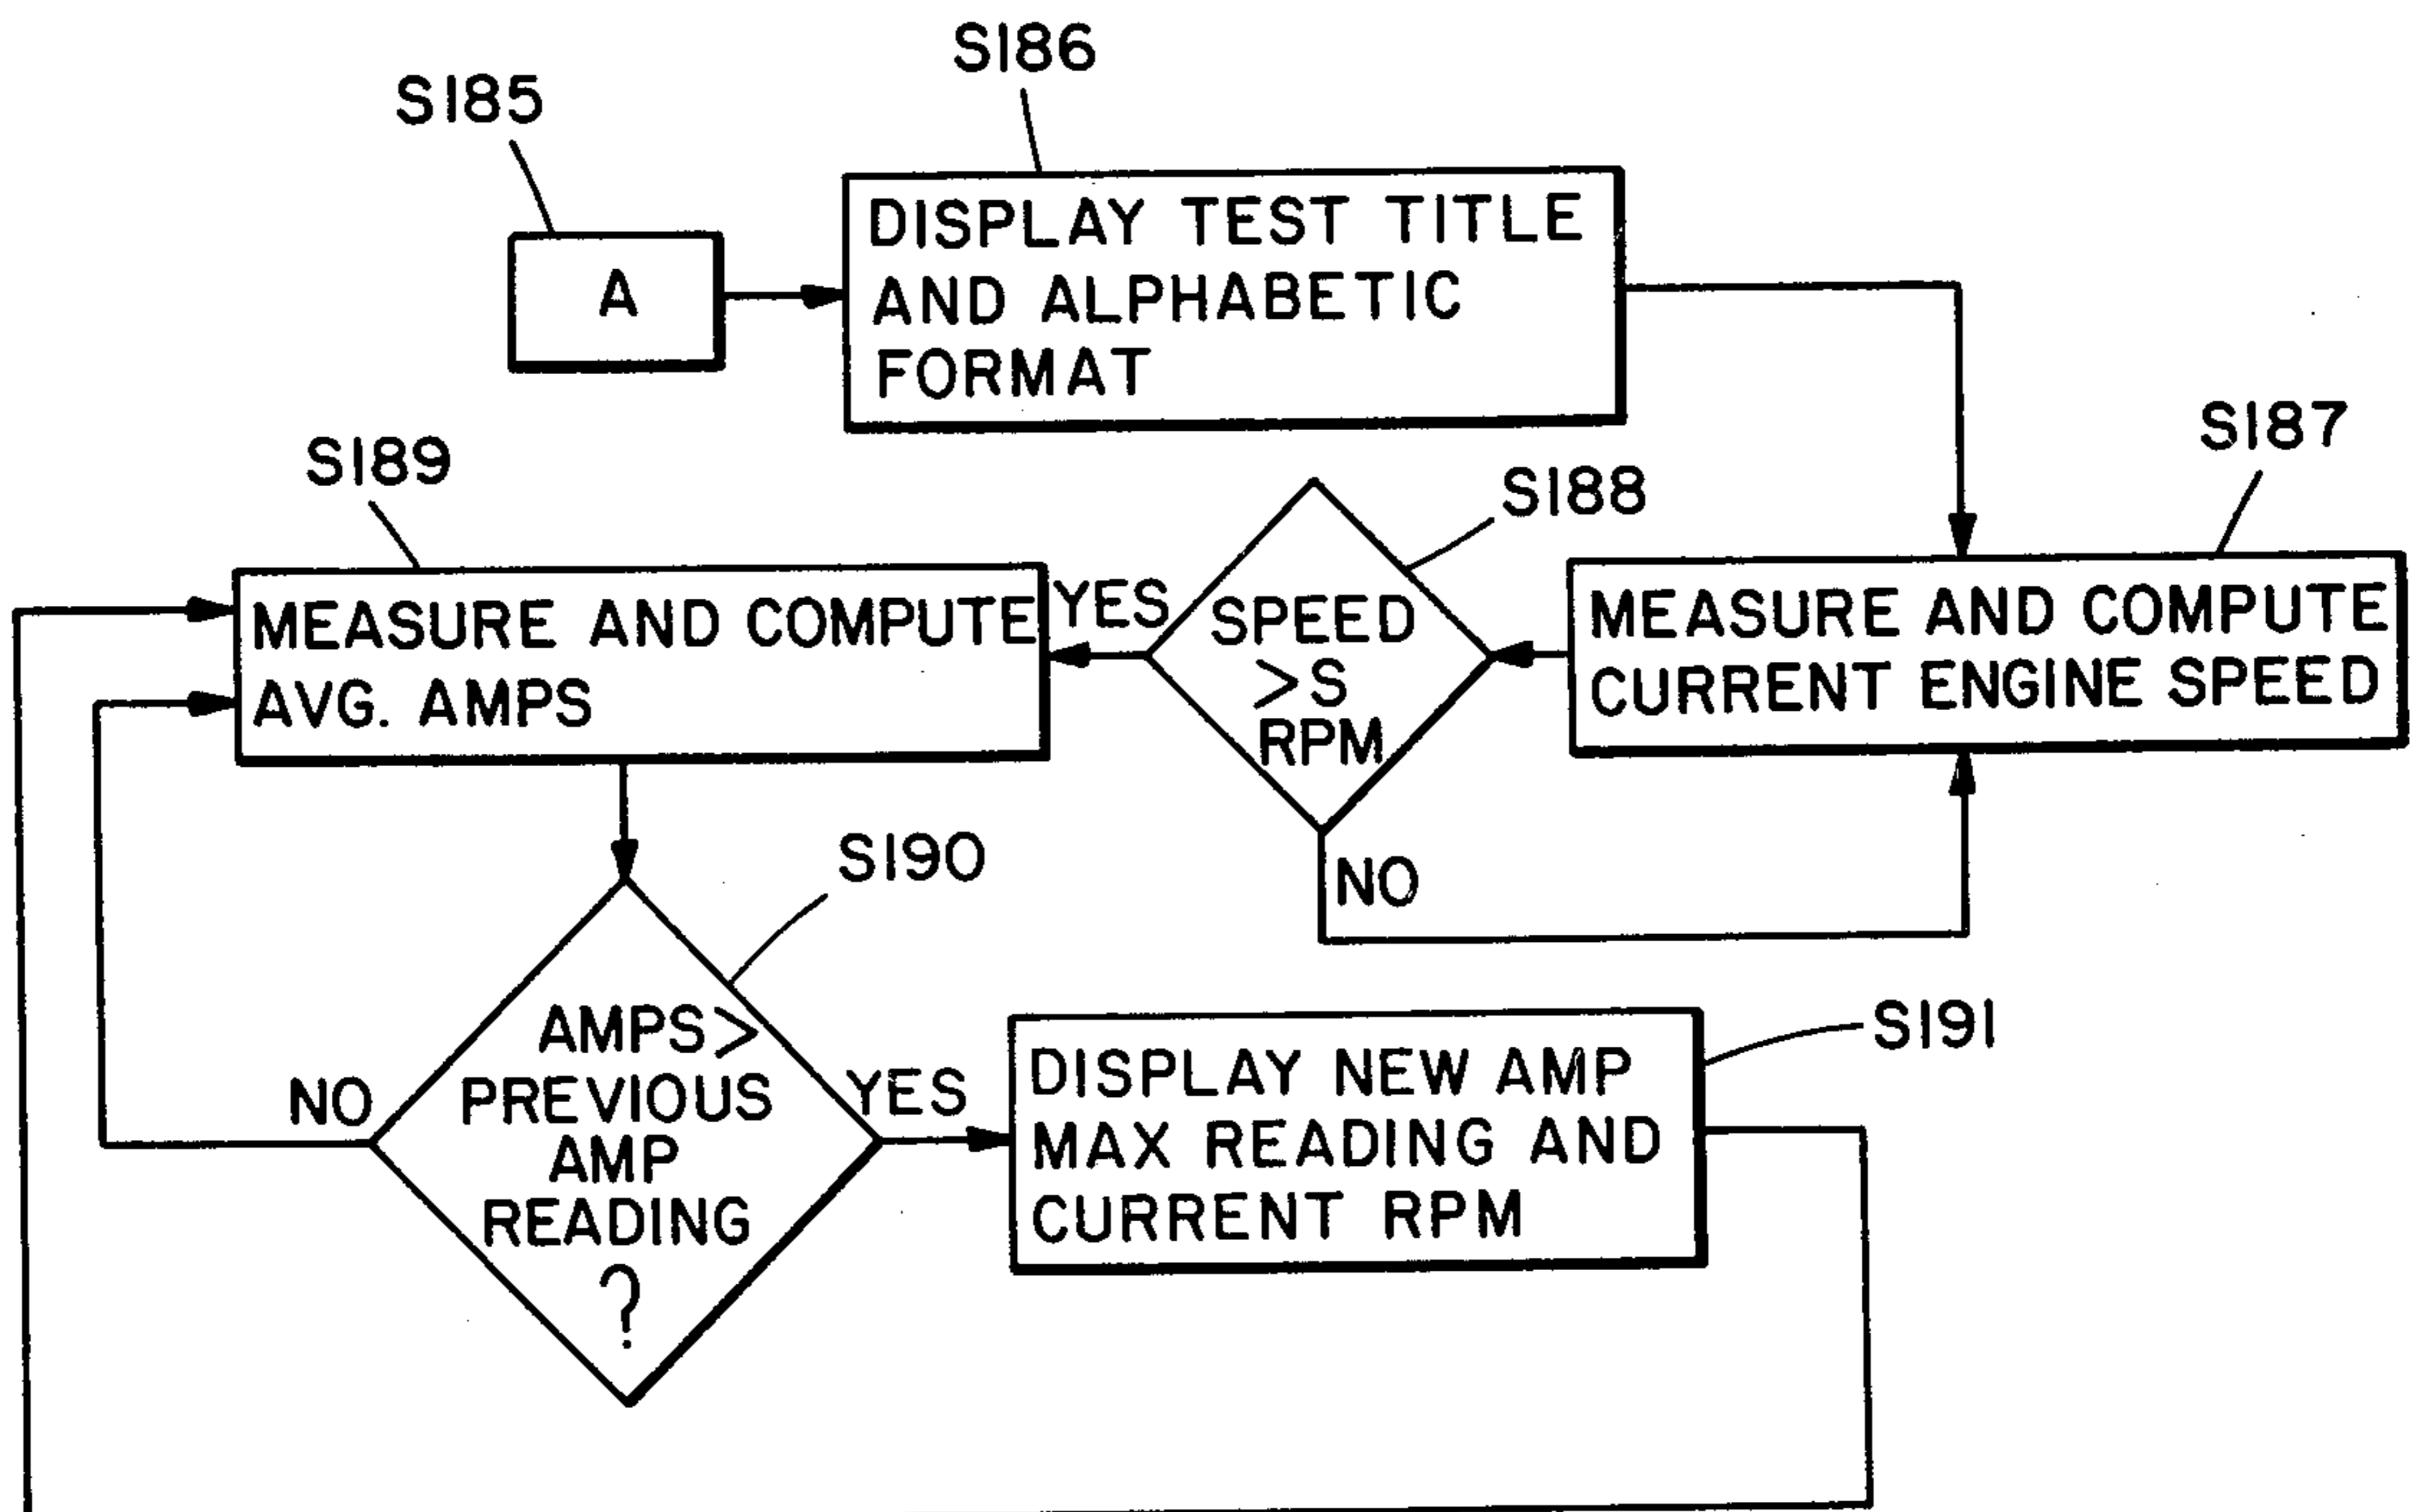 S186
S185
A
DISPLAY TEST TITLE
AND ALPHABETIC
FORMAT
S187
MEASURE AND COMPUTE
CURRENT ENGINE SPEED
S188
SPEED
>S
RPM
YES
NO
S189
MEASURE AND COMPUTE
AVG. AMPS
S190
AMPS>
PREVIOUS
AMP
READING
?
NO
YES
S191
DISPLAY NEW AMP
MAX READING AND
CURRENT RPM